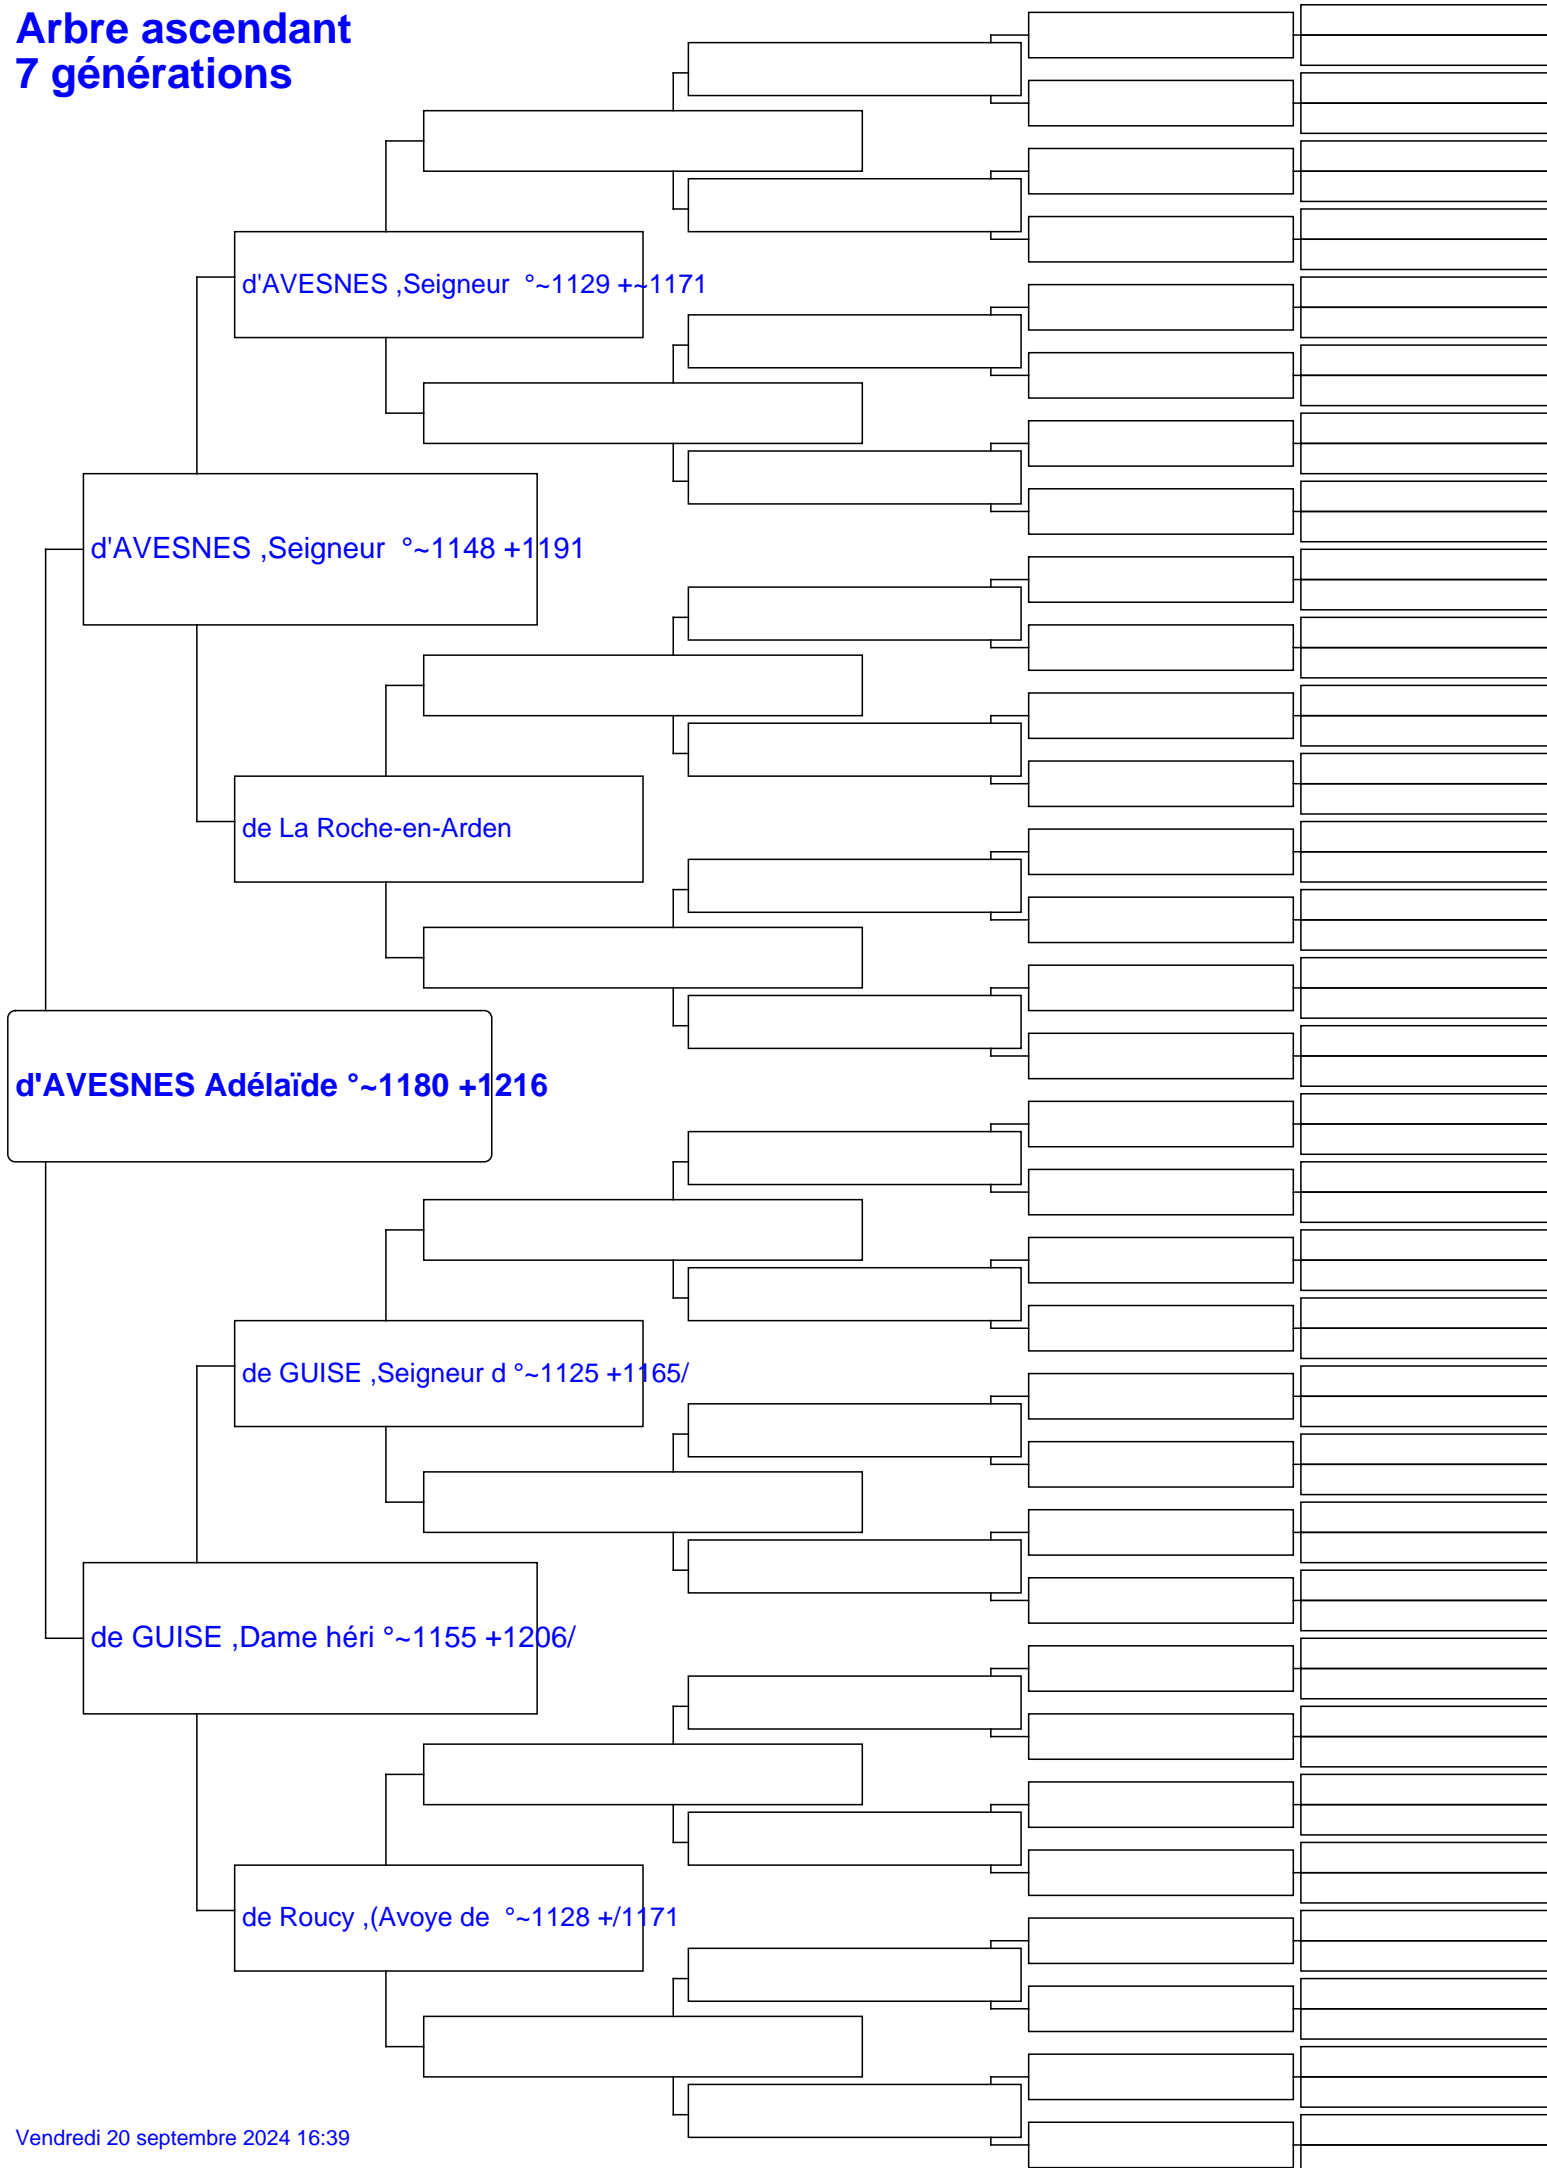 Arbre ascendant
7 générations
d'AVESNES ,Seigneur  °~1129 +~1171
d'AVESNES ,Seigneur  °~1148 +1191
de La Roche-en-Arden
d'AVESNES Adélaïde °~1180 +1216
de GUISE ,Seigneur d °~1125 +1165/
de GUISE ,Dame héri °~1155 +1206/
de Roucy ,(Avoye de  °~1128 +/1171
Vendredi 20 septembre 2024 16:39